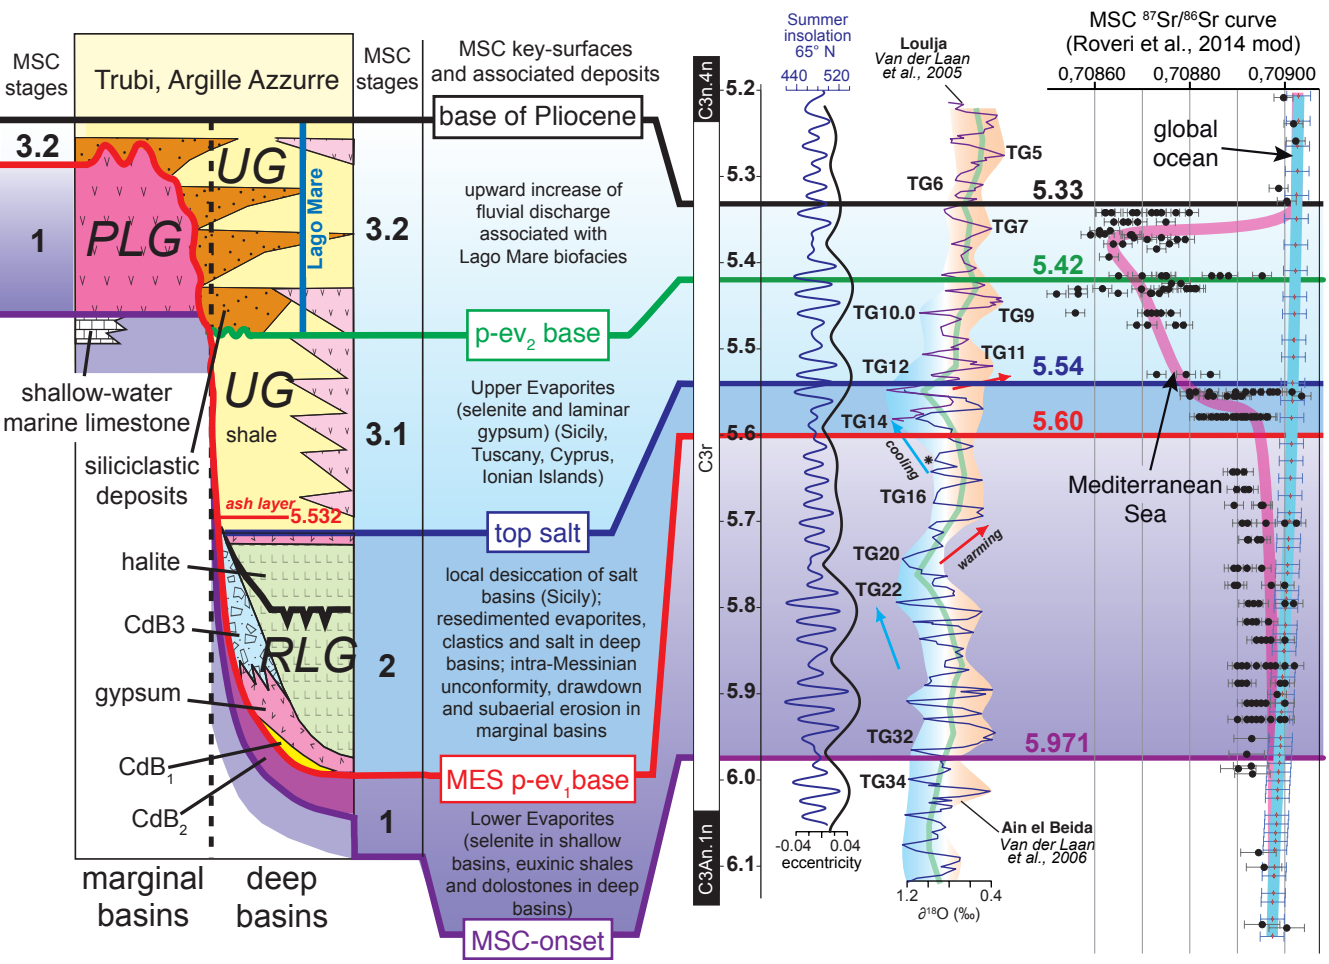 MSC
stages
Trubi, Argille Azzurre
MSC
stages
MSC key-surfaces
and associated deposits
3.2
1
PLG
UG
Lago Mare
3.2
base of Pliocene
upward increase of
fluvial discharge
associated with
Lago Mare biofacies
p-ev2 base
shallow-water
marine limestone
siliciclastic
deposits
UG
shale
ash layer
5.532
3.1
Upper Evaporites
(selenite and laminar
gypsum) (Sicily,
Tuscany, Cyprus,
Ionian Islands)
top salt
halite
CdB3
gypsum
CdB1
CdB2
RLG
2
1
local desiccation of salt
basins (Sicily);
resedimented evaporites,
clastics and salt in deep
basins; intra-Messinian
unconformity, drawdown
and subaerial erosion in
marginal basins
MES p-ev1base
Lower Evaporites
(selenite in shallow
basins, euxinic shales
and dolostones in deep
basins)
MSC-onset
marginal
basins
deep
basins
C3n.4n
C3r
C3An.1n
5.2
5.3
5.4
5.5
5.6
5.7
5.8
5.9
6.0
6.1
Summer
insolation
65° N
440 520
-0.04 0.04
eccentricity
Loulja
Van der Laan
et al., 2005
TG5
TG6
TG7
TG10.0
TG9
TG11
TG12
TG14
cooling
*
TG16
TG20
warming
TG22
TG32
TG34
Ain el Beida
Van der Laan
et al., 2006
1.2 0.4
∂18O (‰)
5.33
5.42
5.54
5.60
5.971
MSC 87Sr/86Sr curve
(Roveri et al., 2014 mod)
0,70860 0,70880 0,70900
global
ocean
Mediterranean
Sea